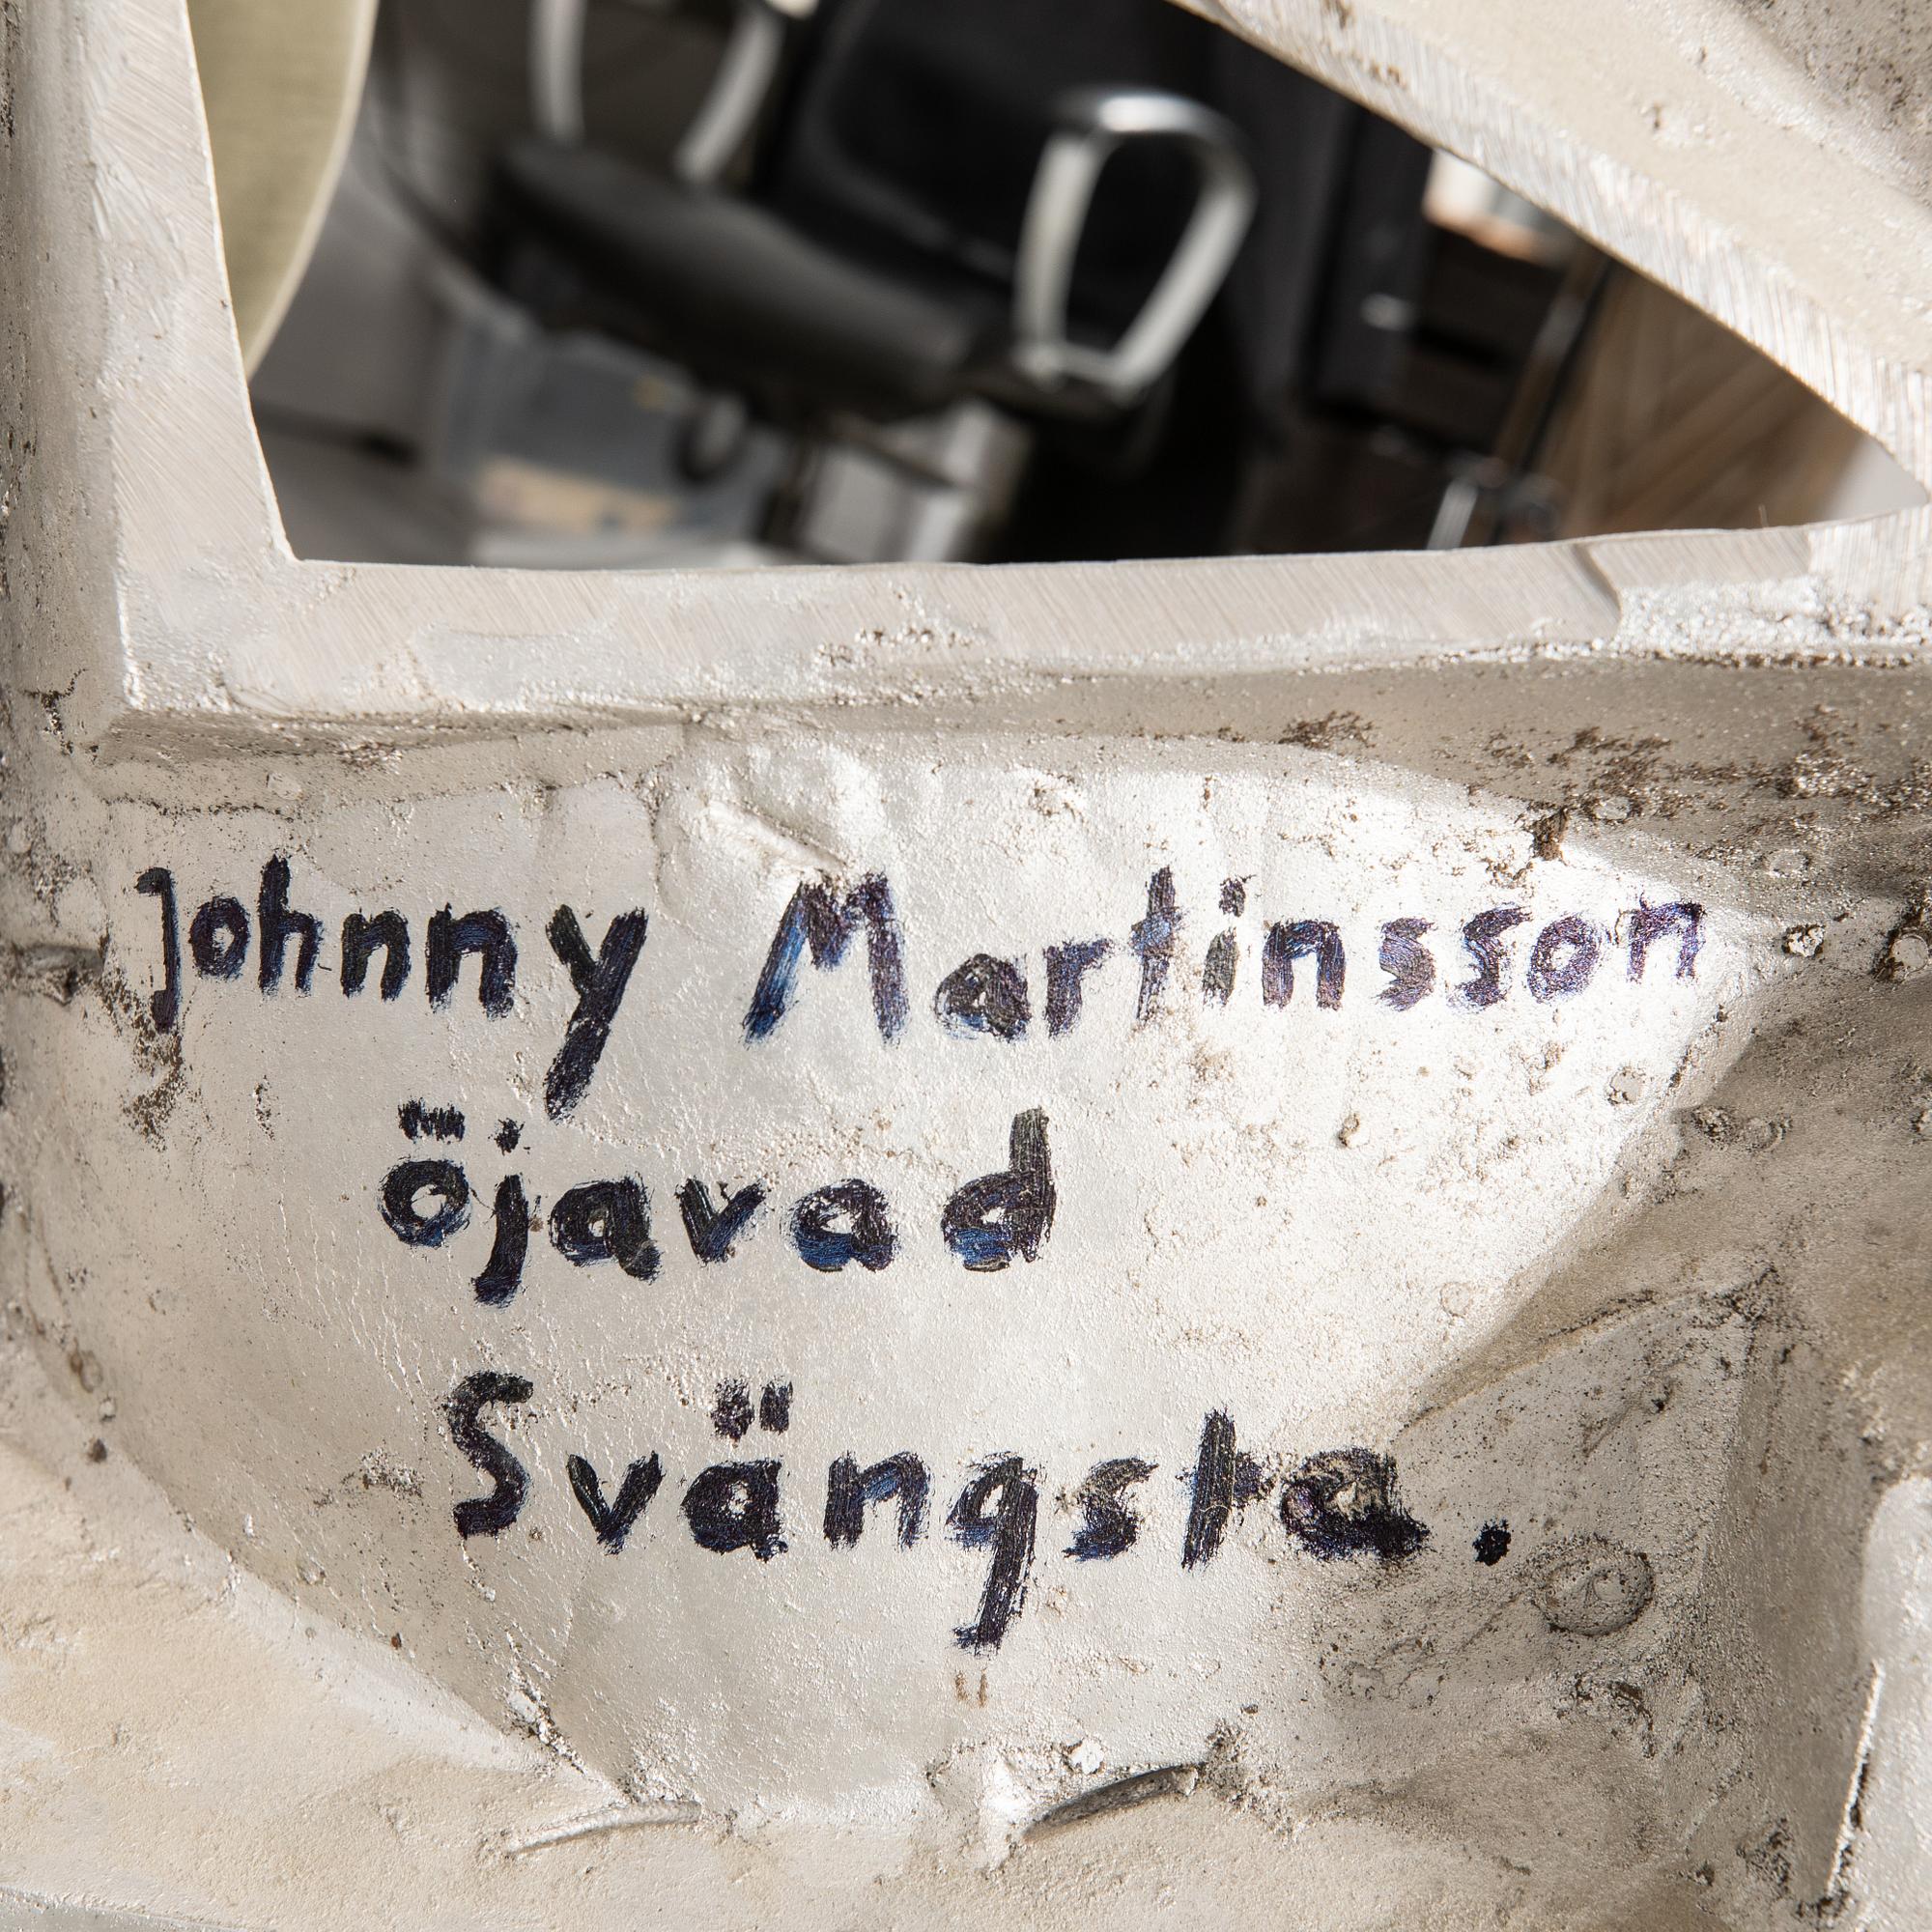 Johnny Martinsson
öjavad
Svängsta.